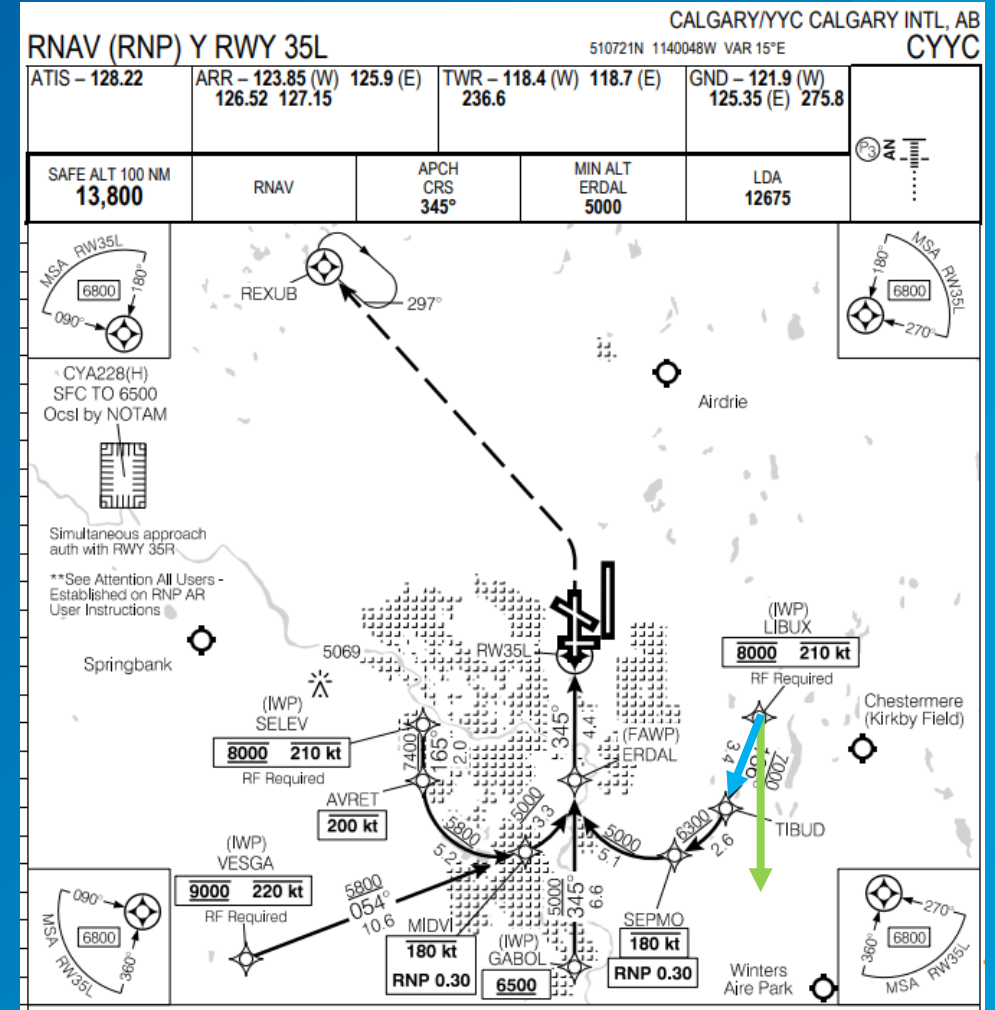 CALGARY/YYC CALGARY INTL, AB
RNAV (RNP) Y RWY 35L
510721N 1140048W VAR 15°E
CYYC
ATIS – 128.22
ARR – 123.85 (W) 125.9 (E)
126.52 127.15
TWR – 118.4 (W) 118.7 (E)
236.6
GND – 121.9 (W)
125.35 (E) 275.8
P3
AN
SAFE ALT 100 NM
13,800
RNAV
APCH
CRS
345°
MIN ALT
ERDAL
5000
LDA
12675
MSA RW35L
6800
180°
090°
REXUB
297°
MSA RW35L
180°
6800
270°
CYA228(H)
SFC TO 6500
Ocsl by NOTAM
Airdrie
Simultaneous approach
auth with RWY 35R
**See Attention All Users -
Established on RNP AR
User Instructions
Springbank
5069
RW35L
(IWP)
LIBUX
8000 210 kt
RF Required
(IWP)
SELEV
8000 210 kt
RF Required
7400
165°
2.0
345°
4.4
(FAWP)
ERDAL
3.4
7000
Chestermere
(Kirkby Field)
AVRET
200 kt
5800
5.2
5000
3.3
5000
5.1
6300
2.6
TIBUD
(IWP)
VESGA
9000 220 kt
RF Required
5800
054°
10.6
MIDVI
180 kt
RNP 0.30
5000
345°
6.6
(IWP)
GABOL
6500
SEPMO
180 kt
RNP 0.30
Winters
Aire Park
090°
6800
360°
MSA RW35L
270°
360°
6800
MSA RW35L